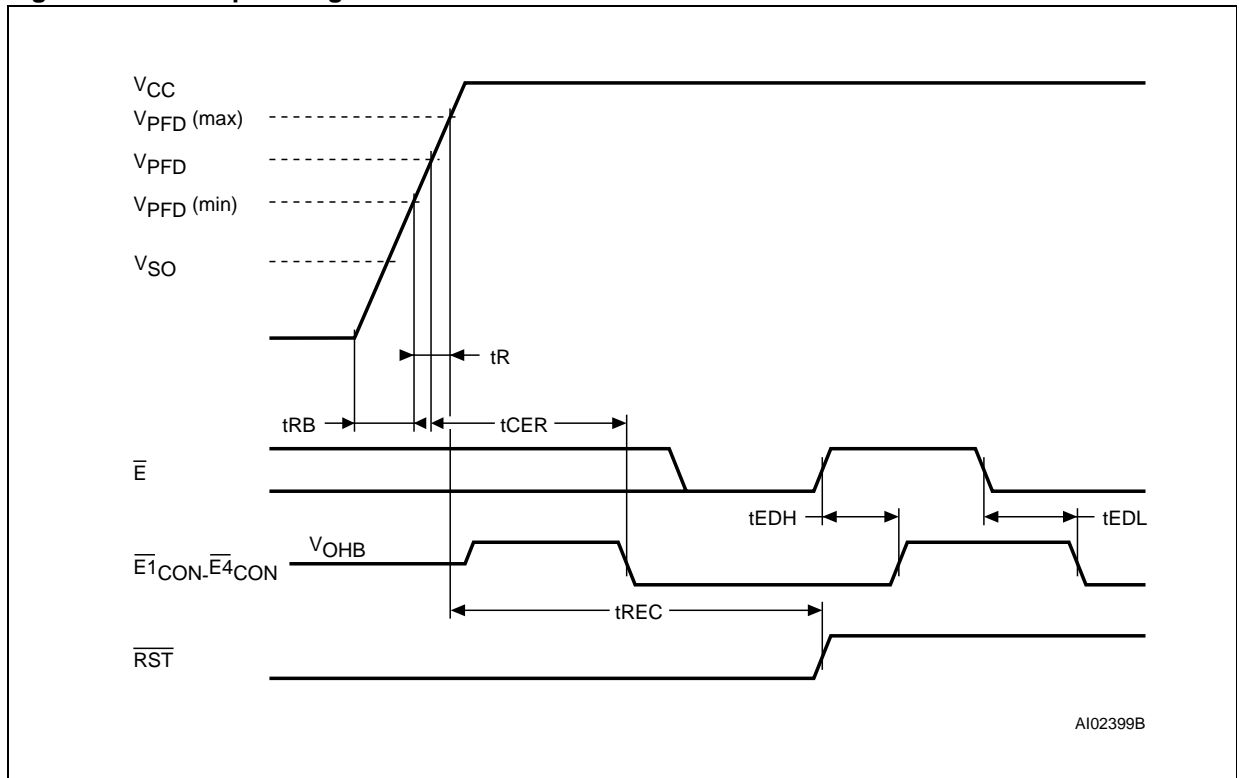 VCC
VPFD (max)
VPFD
VPFD (min)
VSO
tR
tRB
tCER
E
tEDH
tEDL
VOHB
E1CON-E4CON
tREC
RST
AI02399B